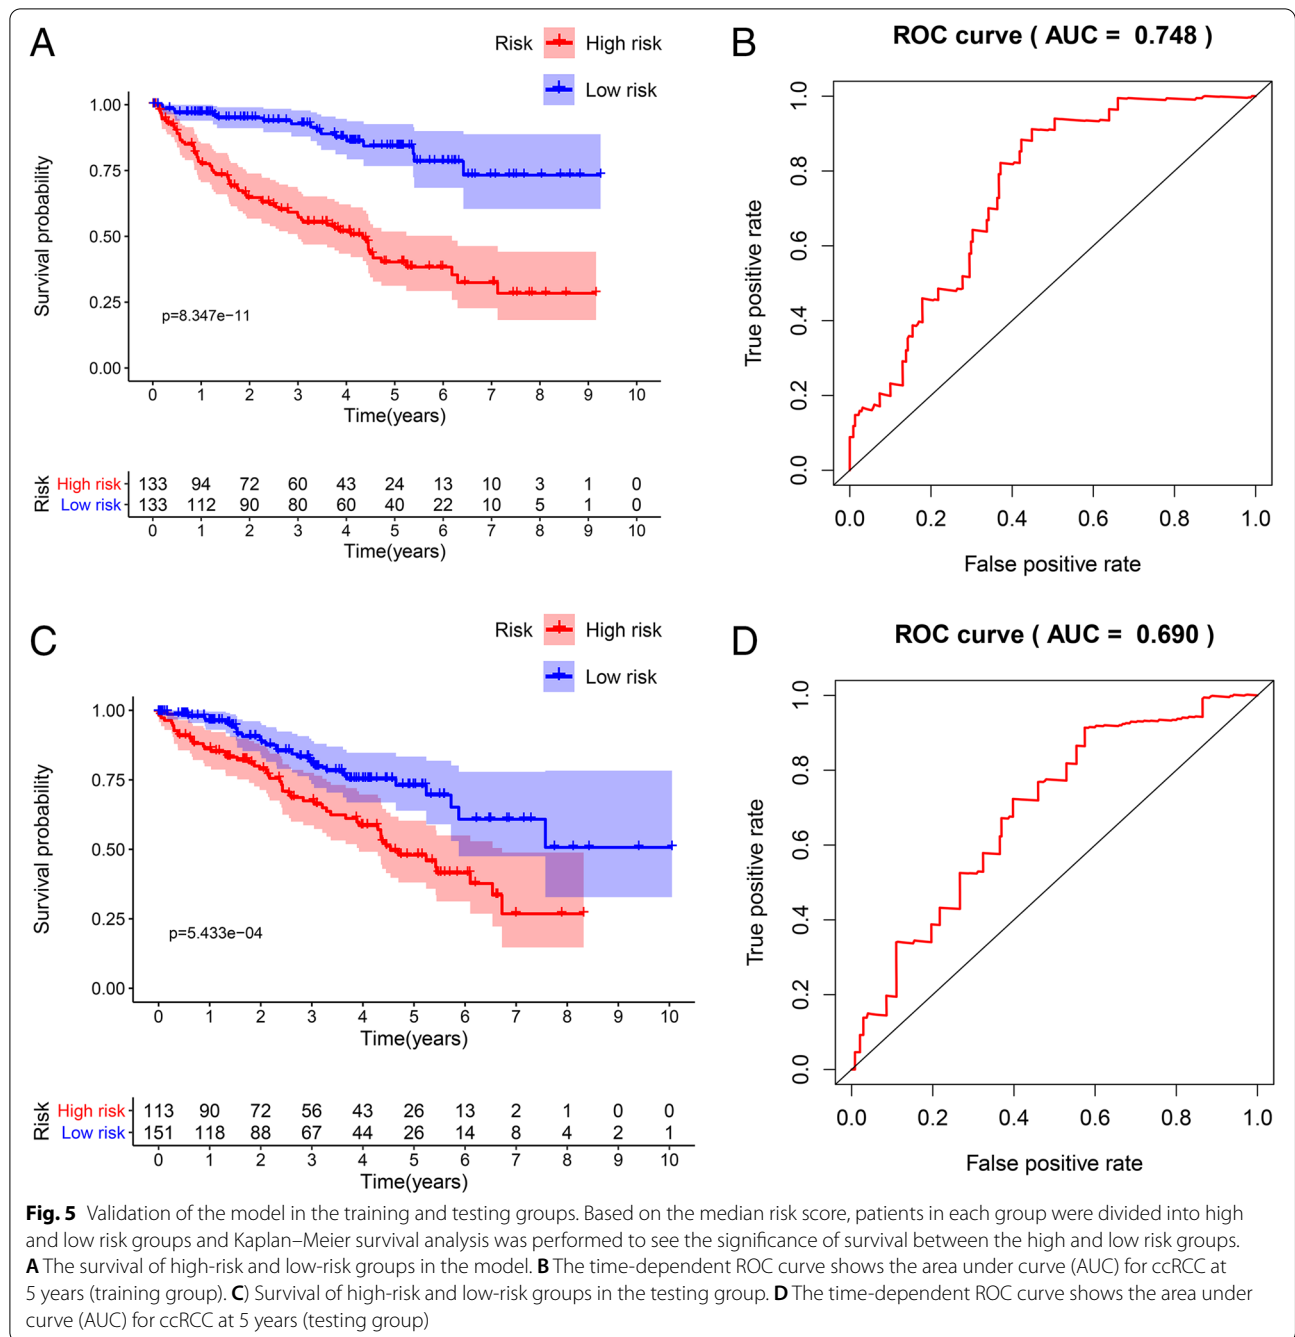 A
Risk High risk
Low risk
1.00
0.75
0.50
0.25
0.00
Survival probability
p=8.347e−11
0 1 2 3 4 5 6 7 8 9 10
Time(years)
Risk
High risk 133 94 72 60 43 24 13 10 3 1 0
Low risk 133 112 90 80 60 40 22 10 5 1 0
0 1 2 3 4 5 6 7 8 9 10
Time(years)
B
ROC curve ( AUC = 0.748 )
True positive rate
1.0
0.8
0.6
0.4
0.2
0.0
0.0 0.2 0.4 0.6 0.8 1.0
False positive rate
C
Risk High risk
Low risk
1.00
0.75
0.50
0.25
0.00
Survival probability
p=5.433e−04
0 1 2 3 4 5 6 7 8 9 10
Time(years)
Risk
High risk 113 90 72 56 43 26 13 2 1 0 0
Low risk 151 118 88 67 44 26 14 8 4 2 1
0 1 2 3 4 5 6 7 8 9 10
Time(years)
D
ROC curve ( AUC = 0.690 )
True positive rate
1.0
0.8
0.6
0.4
0.2
0.0
0.0 0.2 0.4 0.6 0.8 1.0
False positive rate
Fig. 5 Validation of the model in the training and testing groups. Based on the median risk score, patients in each group were divided into high
and low risk groups and Kaplan–Meier survival analysis was performed to see the significance of survival between the high and low risk groups.
A The survival of high-risk and low-risk groups in the model. B The time-dependent ROC curve shows the area under curve (AUC) for ccRCC at
5 years (training group). C) Survival of high-risk and low-risk groups in the testing group. D The time-dependent ROC curve shows the area under
curve (AUC) for ccRCC at 5 years (testing group)